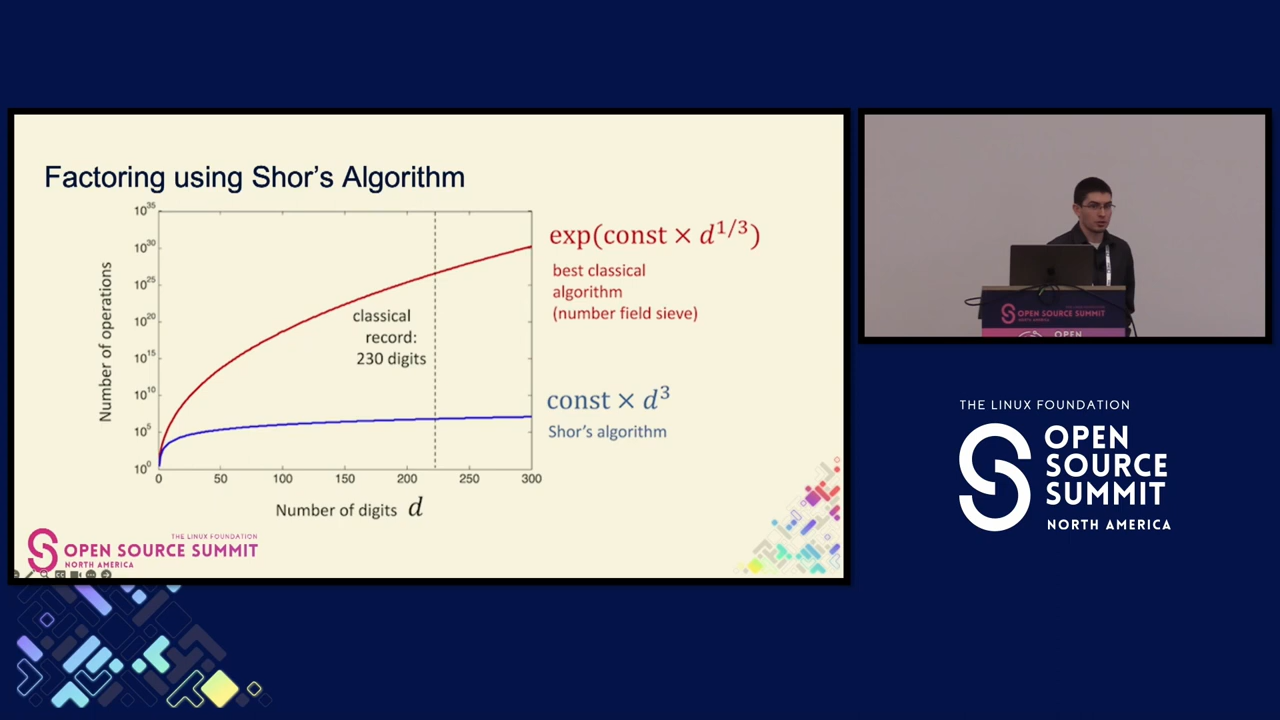 Factoring using Shor's Algorithm
Number of operations
10^35
10^30
10^25
10^20
10^15
10^10
10^5
10^0
0
50
100
150
200
250
300
Number of digits d
classical
record:
230 digits
exp(const × d^1/3)
best classical
algorithm
(number field sieve)
const × d^3
Shor's algorithm
THE LINUX FOUNDATION
OPEN SOURCE SUMMIT
NORTH AMERICA
OPEN SOURCE SUMMIT
NORTH AMERICA
OPEN
THE LINUX FOUNDATION
OPEN
SOURCE
SUMMIT
NORTH AMERICA